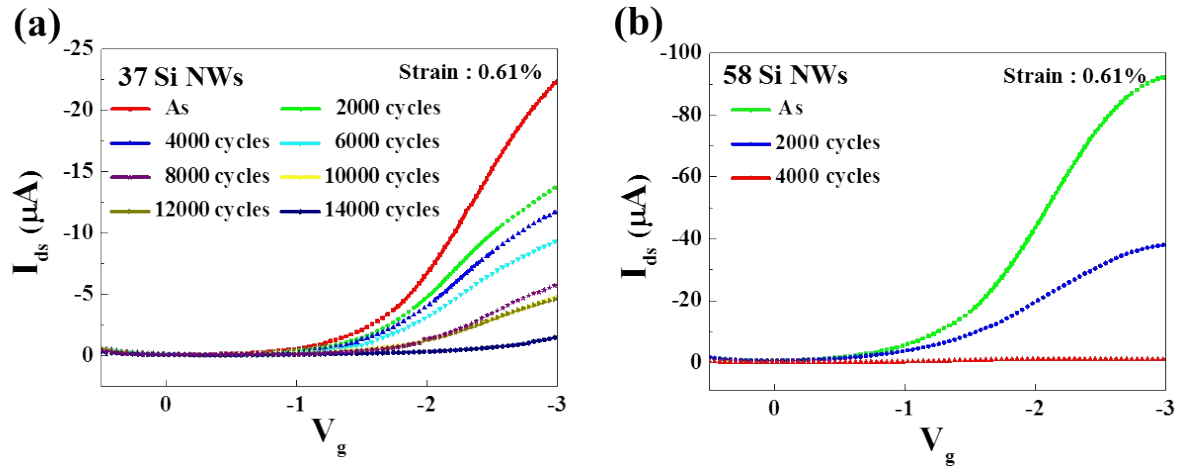 (a)
37 Si NWs
Strain : 0.61%
As
2000 cycles
4000 cycles
6000 cycles
8000 cycles
10000 cycles
12000 cycles
14000 cycles
-25
-20
-15
-10
-5
0
Ids (μA)
0 -1 -2 -3
Vg
(b)
58 Si NWs
Strain : 0.61%
As
2000 cycles
4000 cycles
-100
-80
-60
-40
-20
0
Ids (μA)
0 -1 -2 -3
Vg